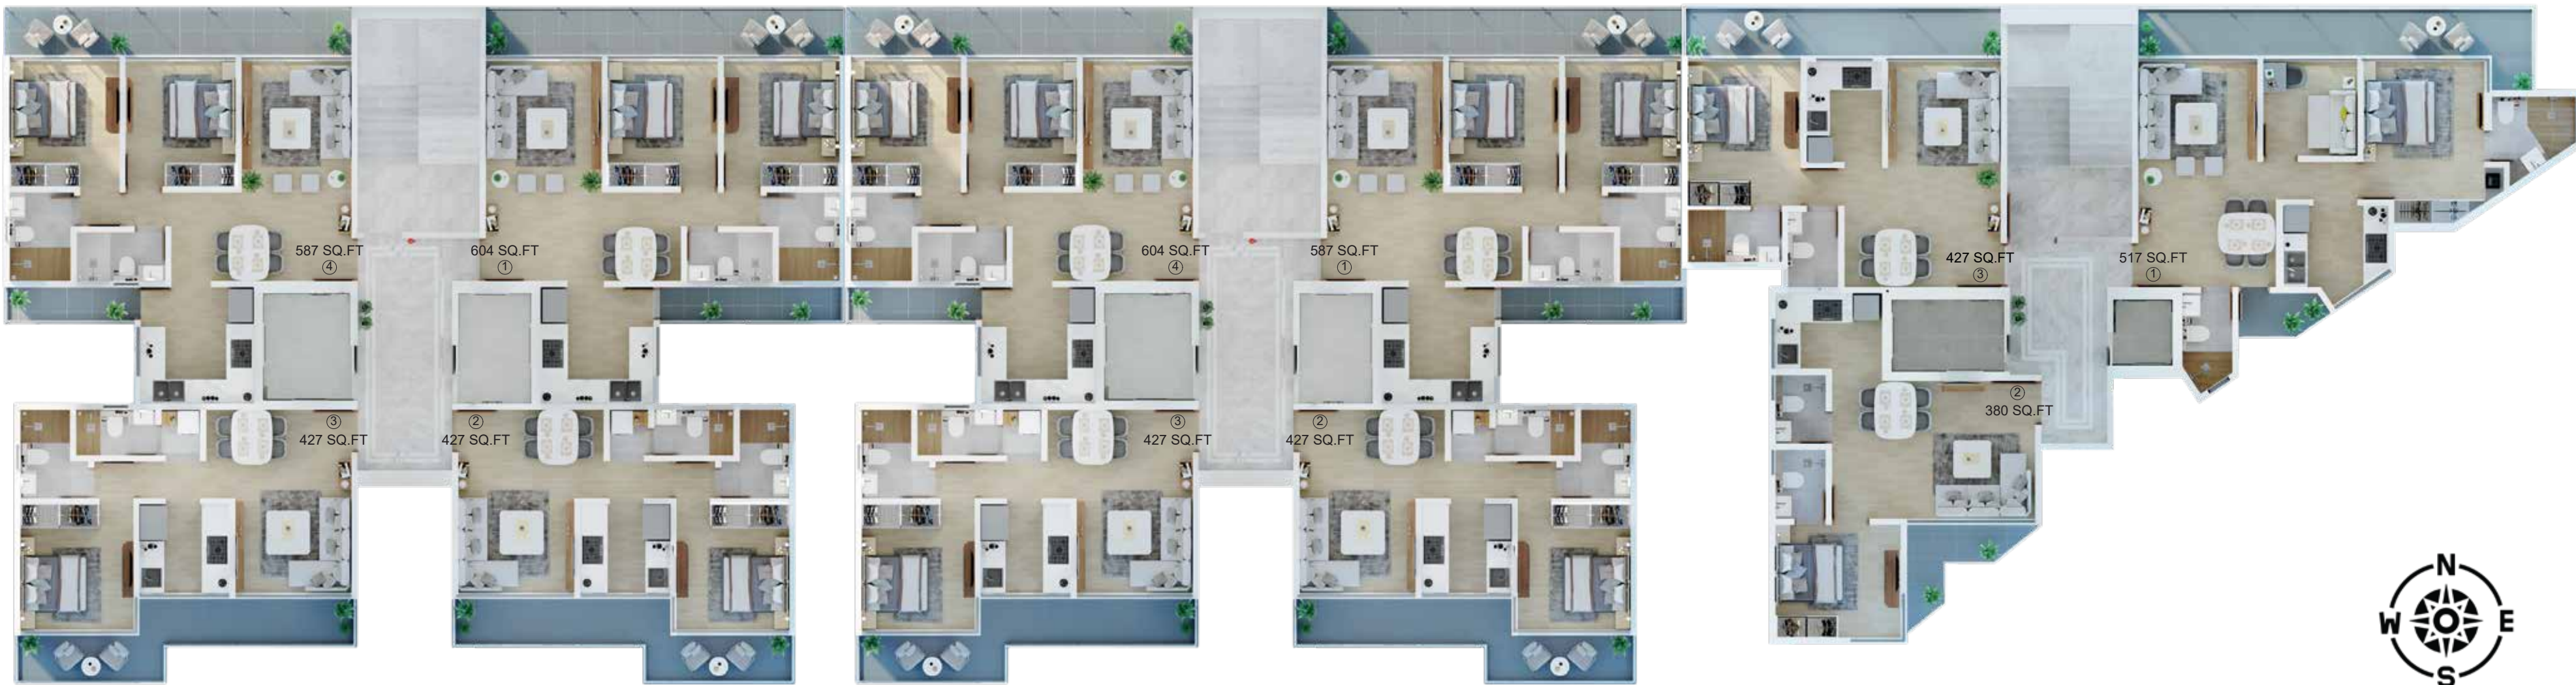 587 SQ.FT
④
604 SQ.FT
①
604 SQ.FT
④
587 SQ.FT
①
427 SQ.FT
③
517 SQ.FT
①
③
427 SQ.FT
②
427 SQ.FT
③
427 SQ.FT
②
427 SQ.FT
②
380 SQ.FT
N
W
E
S